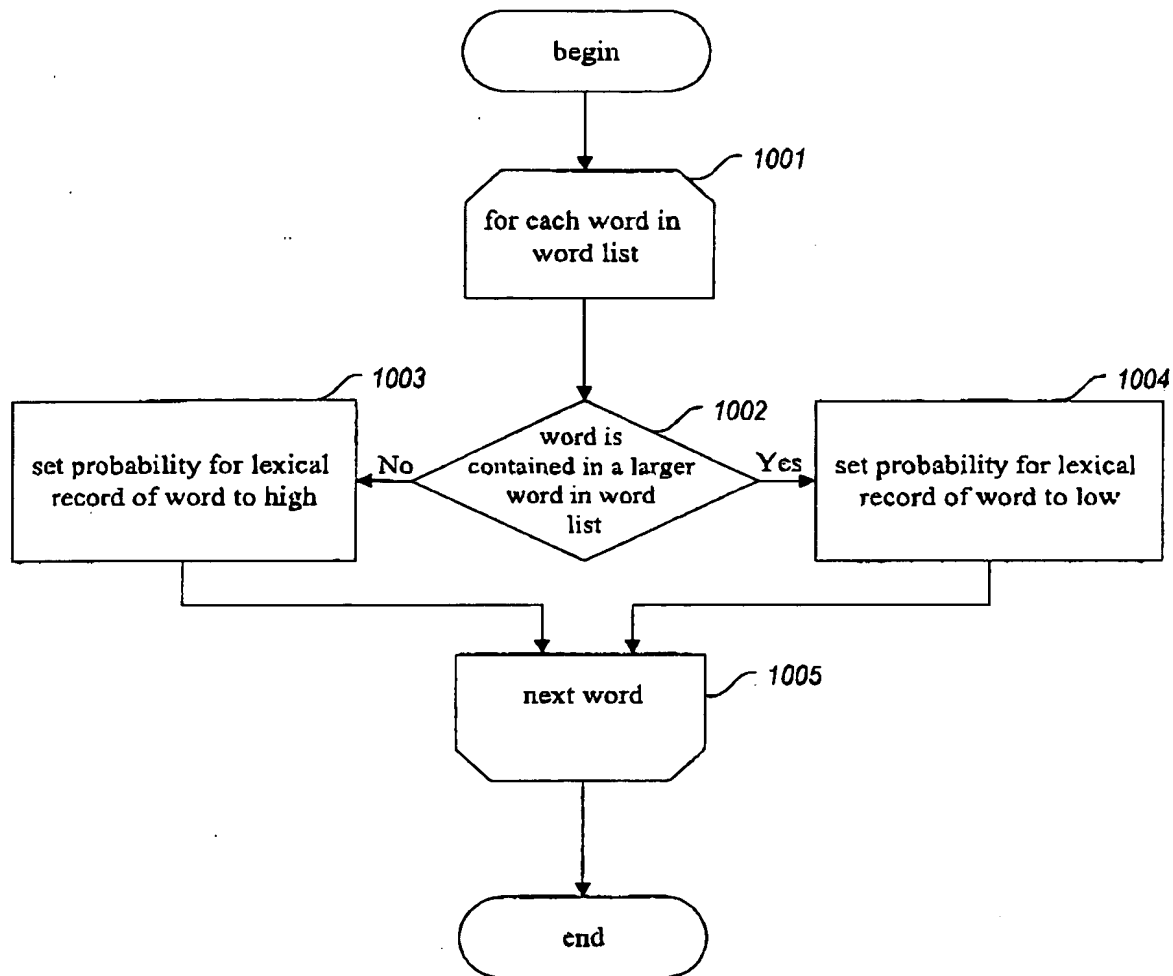 begin
1001
for each word in
word list
1003
1002
1004
set probability for lexical
record of word to high
No
word is
contained in a larger
word in word
list
Yes
set probability for lexical
record of word to low
next word
1005
end